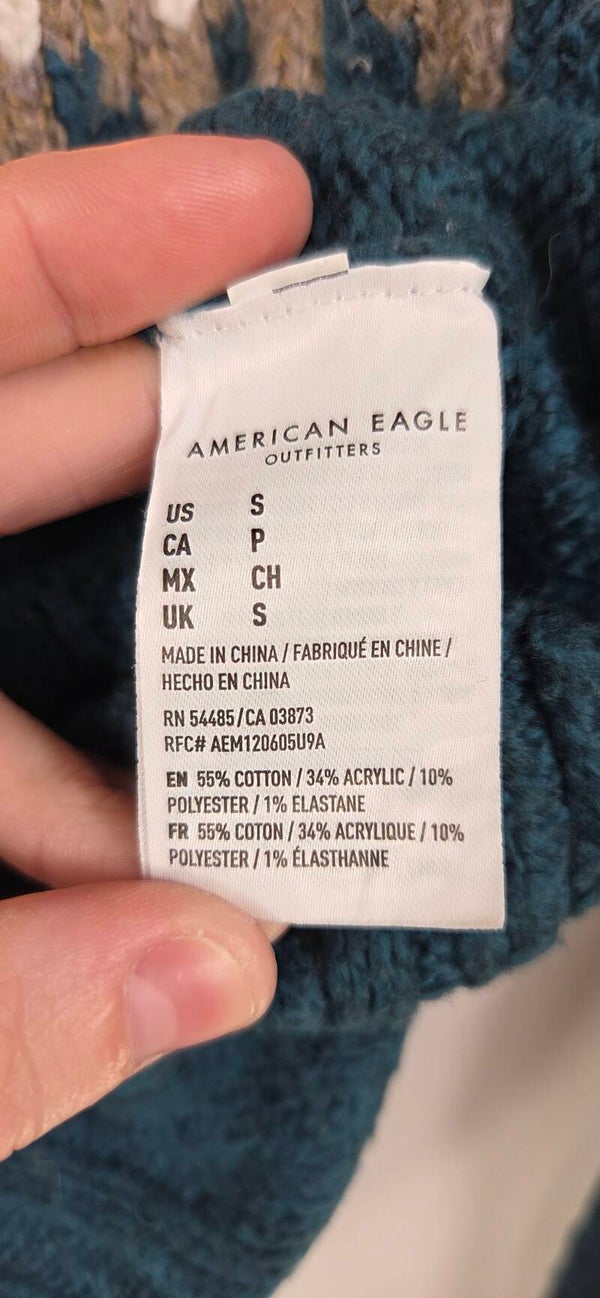 AMERICAN EAGLE
OUTFITTERS
US S
CA P
MX CH
UK S
MADE IN CHINA / FABRIQUÉ EN CHINE /
HECHO EN CHINA
RN 54485/CA 03873
RFC# AEM120605U9A
EN 55% COTTON / 34% ACRYLIC / 10%
POLYESTER / 1% ELASTANE
FR 55% COTON / 34% ACRYLIQUE / 10%
POLYESTER / 1% ÉLASTHANNE